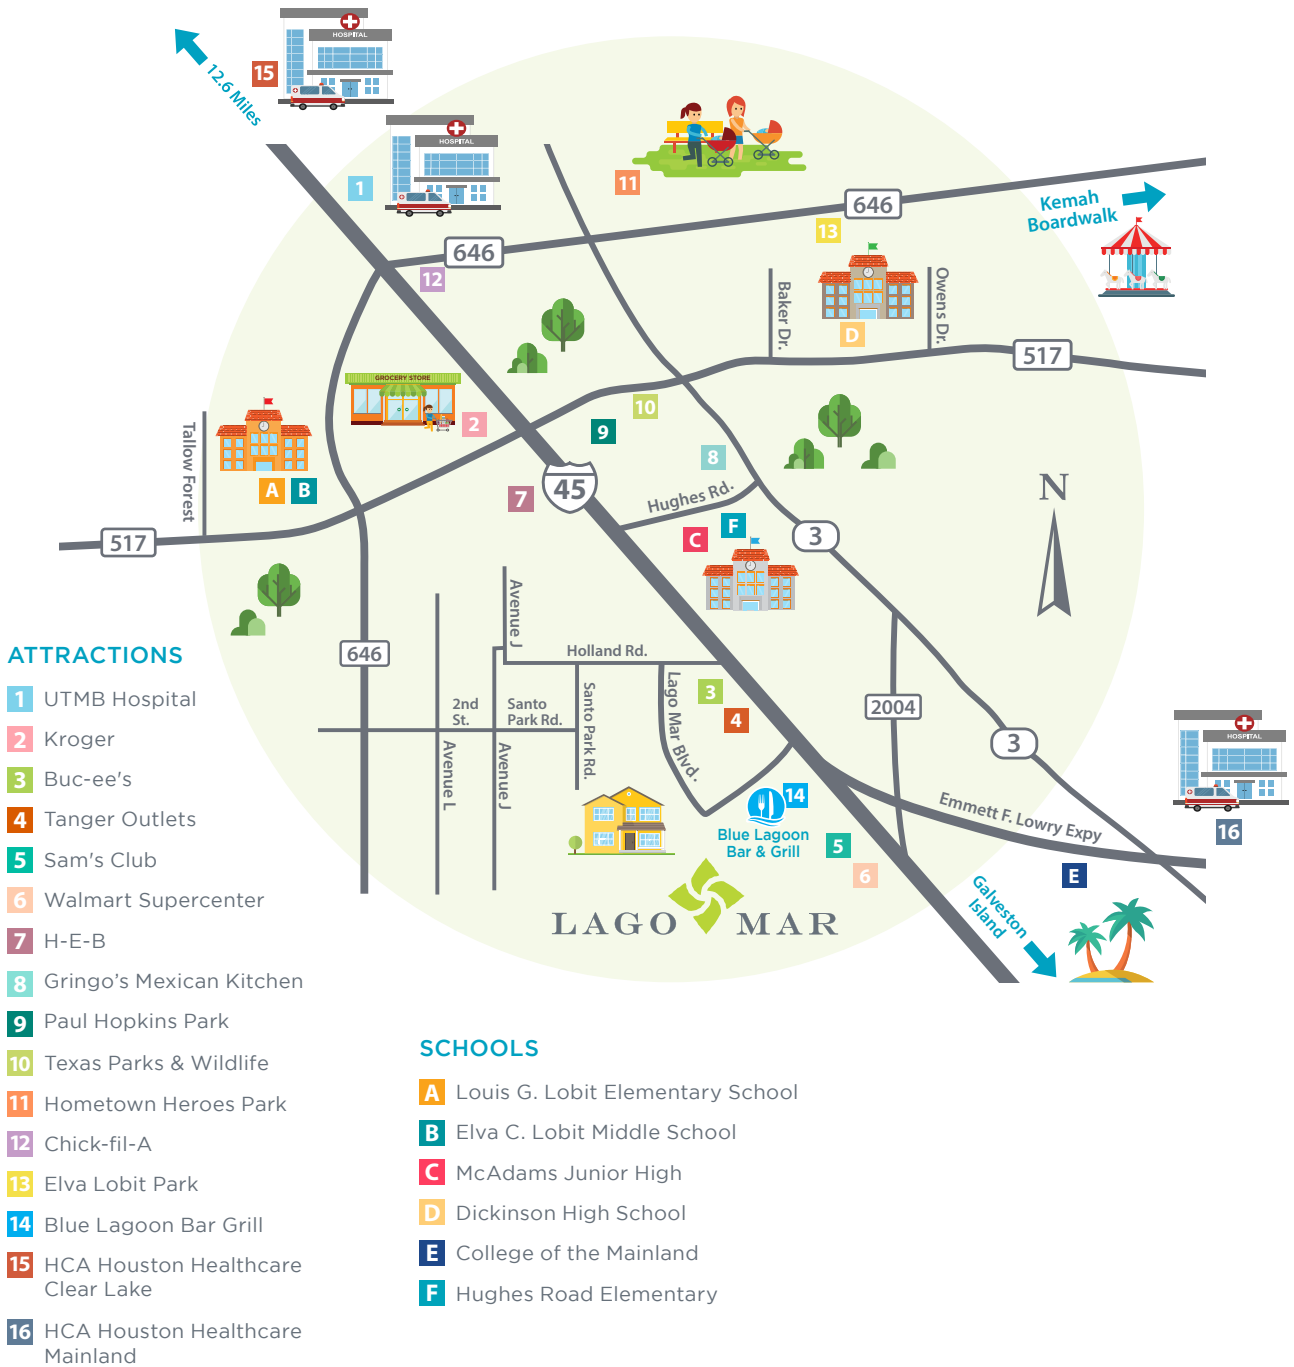 HOSPITAL
15
12.6 Miles
HOSPITAL
1
11
646
Kemah
Boardwalk
13
646
12
Baker Dr.
Owens Dr.
D
517
GROCERY STORE
10
2
9
Tallow Forest
8
A
B
45
7
Hughes Rd.
N
F
3
C
517
Avenue J
646
Holland Rd.
Lago Mar Blvd.
3
2nd
St.
Santo
Park Rd.
Santo Park Rd.
4
2004
3
HOSPITAL
Avenue L
Avenue J
14
Emmett F. Lowry Expy
16
Blue Lagoon
Bar & Grill
5
6
E
Galveston
Island
LAGO MAR
ATTRACTIONS
1 UTMB Hospital
2 Kroger
3 Buc-ee's
4 Tanger Outlets
5 Sam's Club
6 Walmart Supercenter
7 H-E-B
8 Gringo’s Mexican Kitchen
9 Paul Hopkins Park
10 Texas Parks & Wildlife
11 Hometown Heroes Park
12 Chick-fil-A
13 Elva Lobit Park
14 Blue Lagoon Bar Grill
15 HCA Houston Healthcare
Clear Lake
16 HCA Houston Healthcare
Mainland
SCHOOLS
A Louis G. Lobit Elementary School
B Elva C. Lobit Middle School
C McAdams Junior High
D Dickinson High School
E College of the Mainland
F Hughes Road Elementary